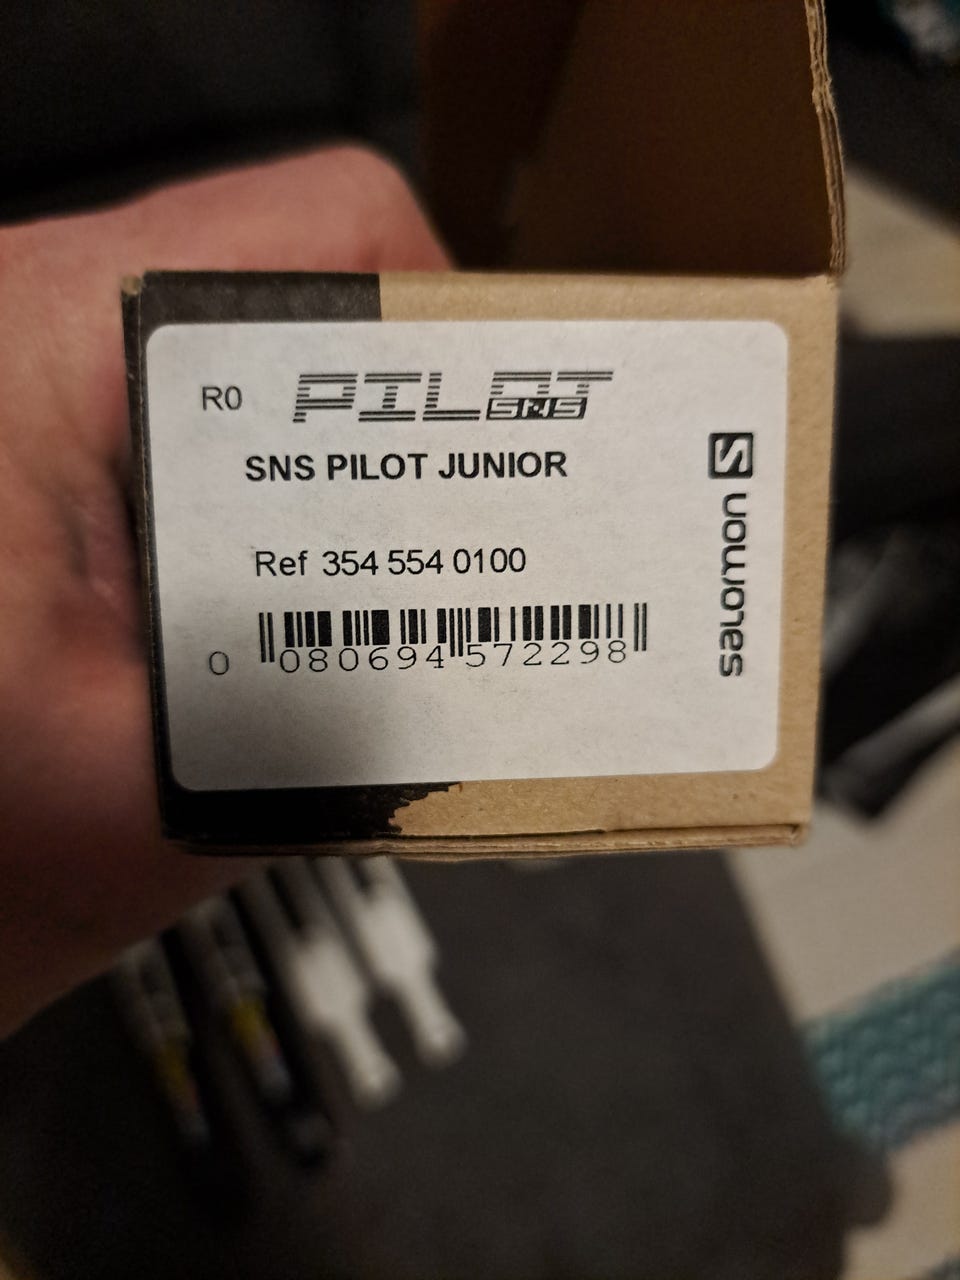 R0 PILOT
SNS
SNS PILOT JUNIOR
Ref 354 554 0100
0 080694 572298
S
salomon